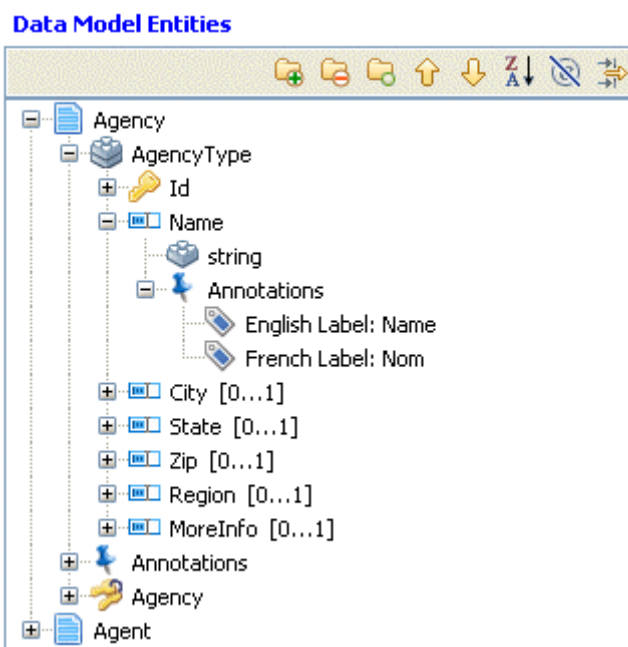 Data Model Entities
Z
A
Agency
AgencyType
Id
Name
string
Annotations
English Label: Name
French Label: Nom
City [0...1]
State [0...1]
Zip [0...1]
Region [0...1]
MoreInfo [0...1]
Annotations
Agency
Agent